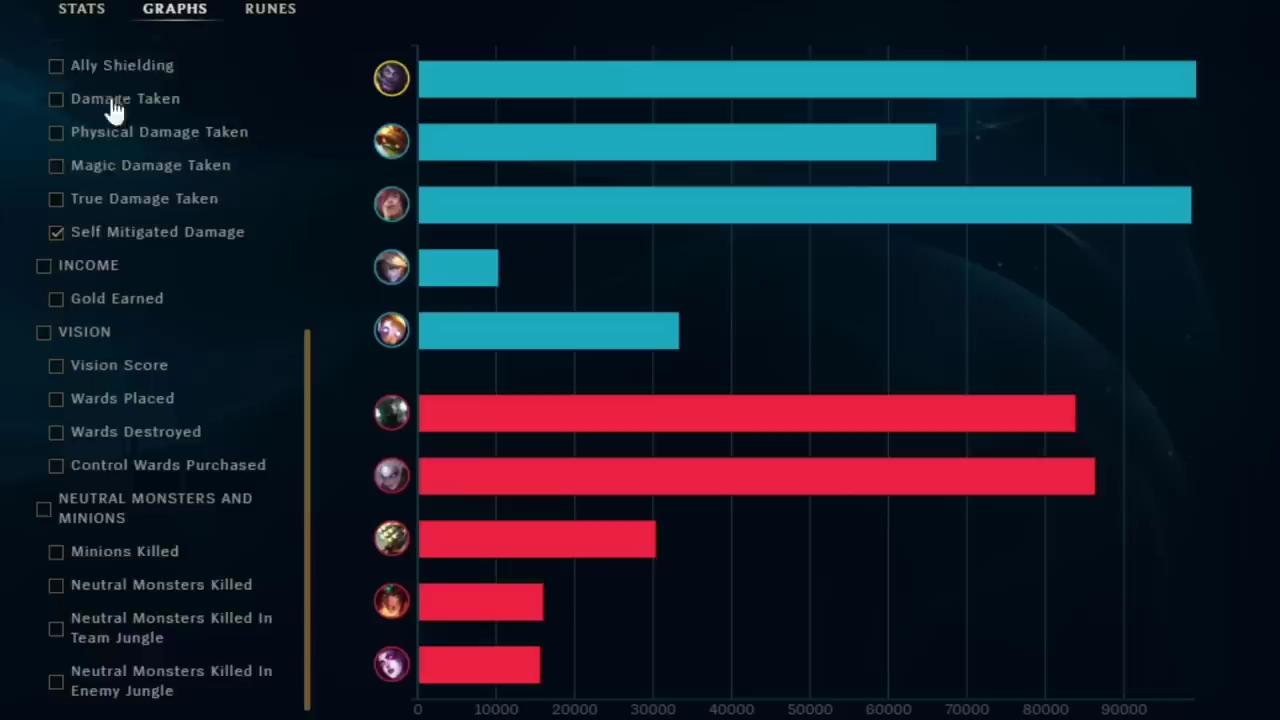 STATS GRAPHS RUNES
Ally Shielding
Damage Taken
Physical Damage Taken
Magic Damage Taken
True Damage Taken
Self Mitigated Damage
INCOME
Gold Earned
VISION
Vision Score
Wards Placed
Wards Destroyed
Control Wards Purchased
NEUTRAL MONSTERS AND
MINIONS
Minions Killed
Neutral Monsters Killed
Neutral Monsters Killed In
Team Jungle
Neutral Monsters Killed In
Enemy Jungle
0 10000 20000 30000 40000 50000 60000 70000 80000 90000